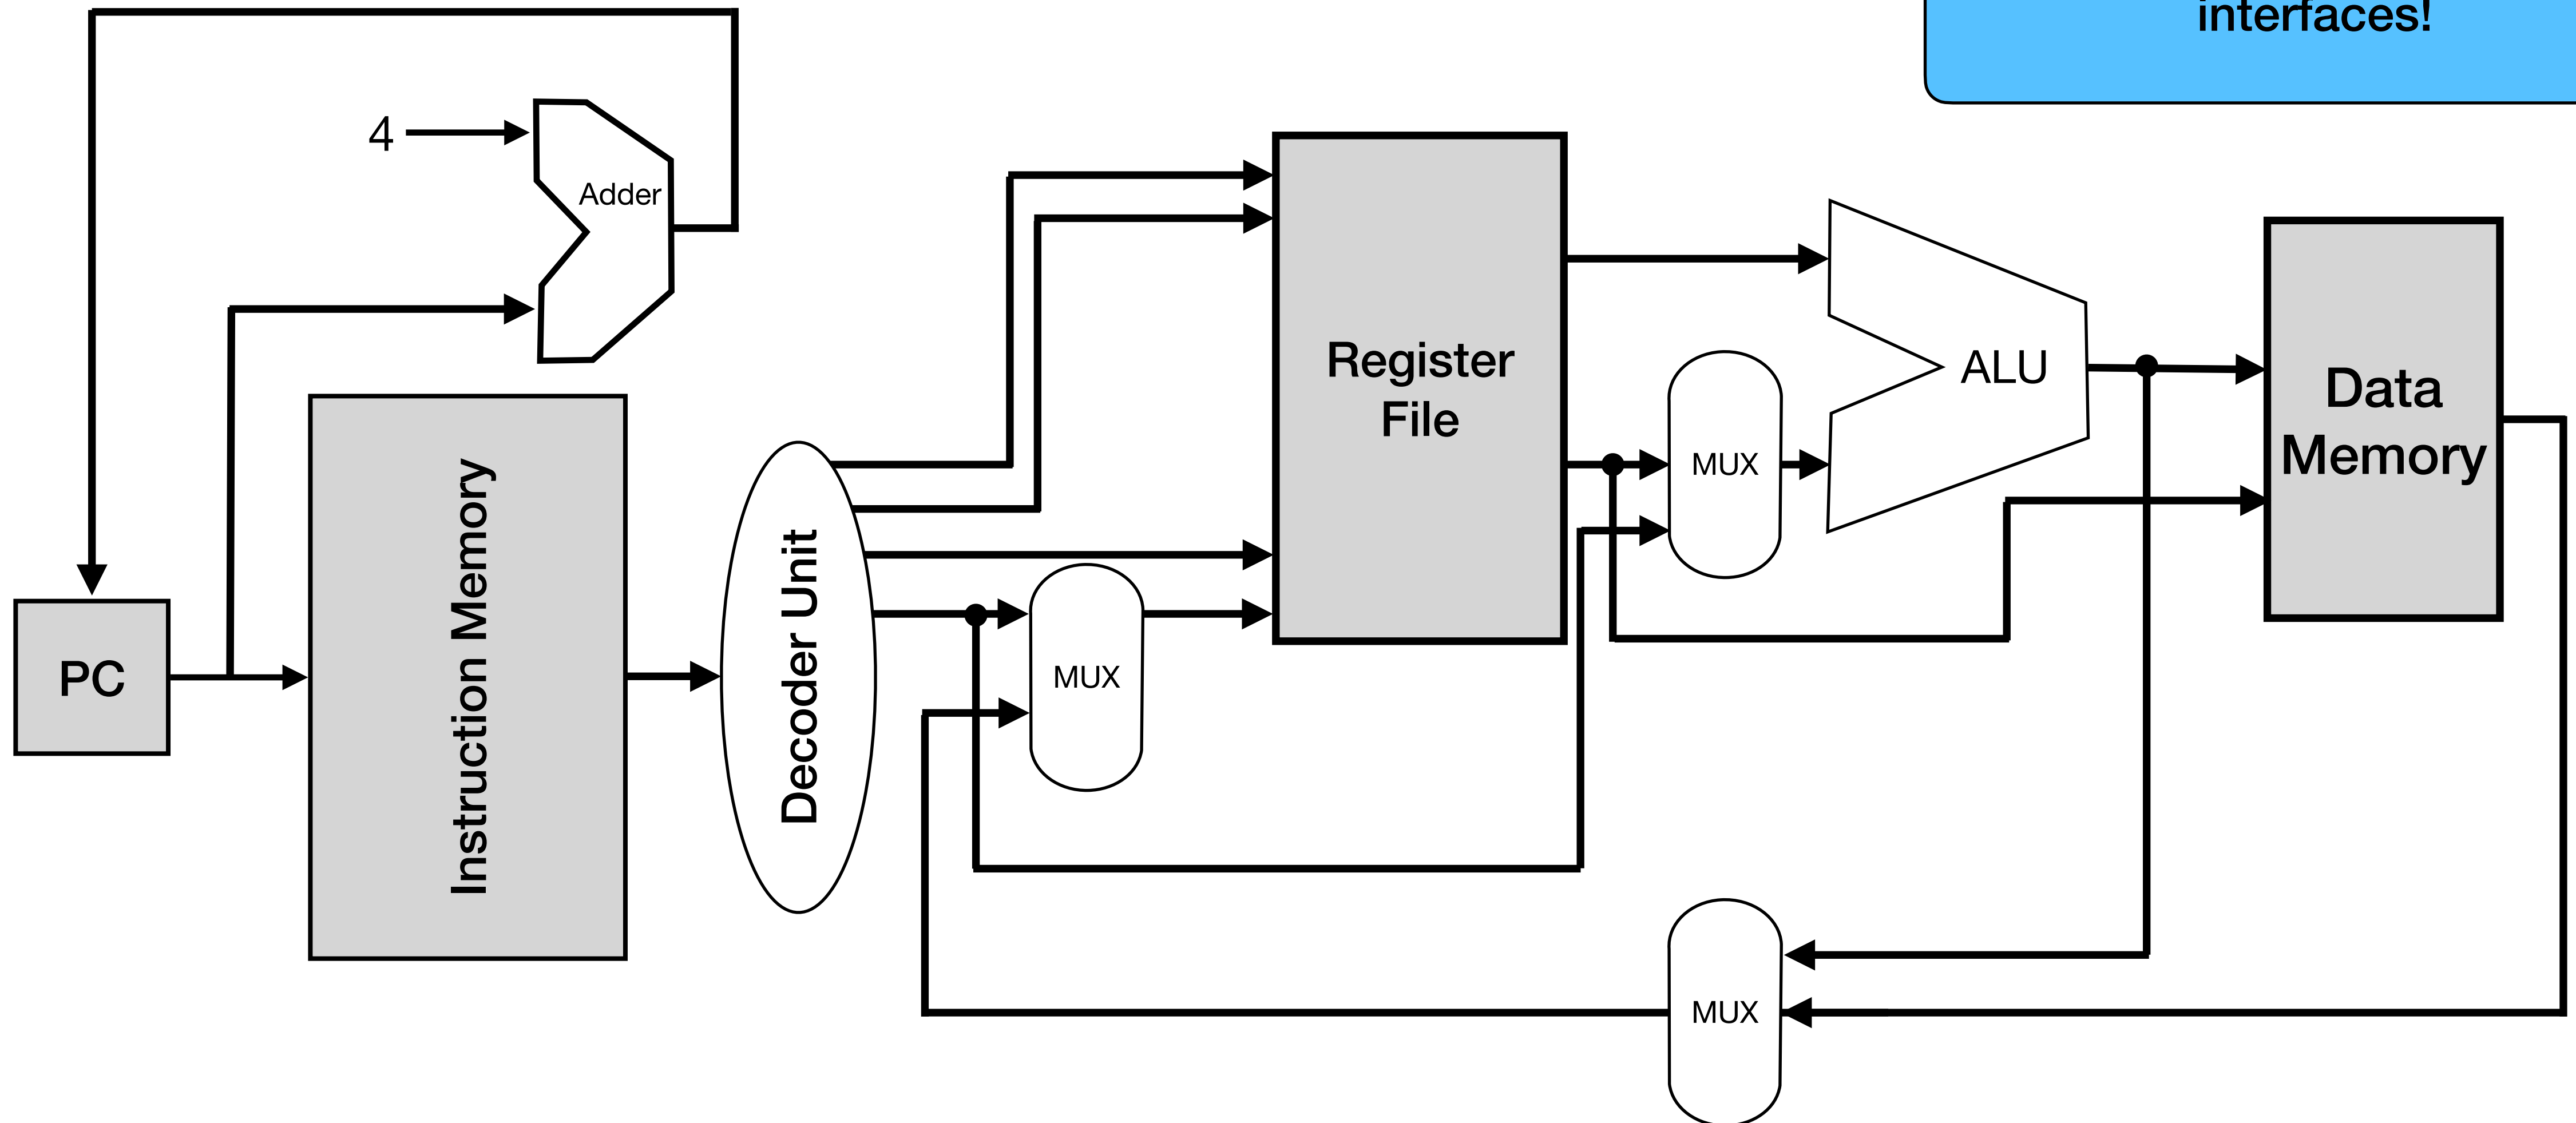 interfaces!
4
Adder
Register
File
ALU
Data
Memory
MUX
Instruction Memory
Decoder Unit
PC
MUX
MUX